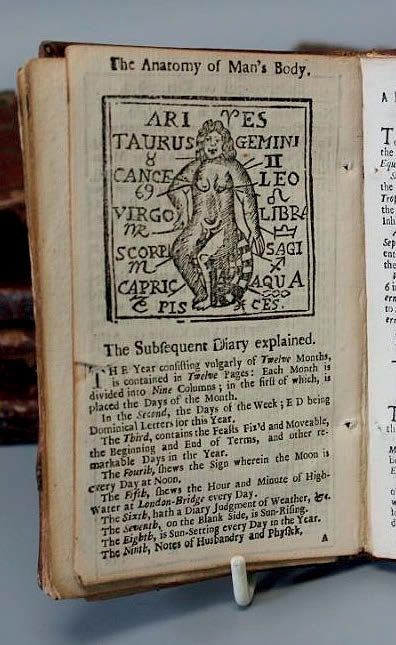 The Anatomy of Man's Body.
ARI ♈ ES
TAURUS GEMINI
♉ ♊
CANCE LEO
69 ♌
VIRGO LIBRA
♍ ♎
SCORPI SAGI
♏ ♐
CAPRIC AQUA
♑ ♒
PIS CES.
The Subſequent Diary explained.
THE Year conſiſting vulgarly of Twelve Months,
is contained in Twelve Pages: Each Month is
divided into Nine Columns; in the firſt of which, is
placed the Days of the Month.
In the Second, the Days of the Week; E D being
Dominical Letters for this Year.
The Third, contains the Feaſts Fix'd and Moveable,
the Beginning and End of Terms, and other re-
markable Days in the Year.
The Fourth, ſhews the Sign wherein the Moon is
every Day at Noon.
The Fifth, ſhews the Hour and Minute of High-
Water at London-Bridge every Day.
The Sixth, hath a Diary Judgment of Weather, &c.
The Seventh, on the Blank Side, is Sun-Riſing.
The Eighth, is Sun-Setting every Day in the Year.
The Ninth, Notes of Husbandry and Phyſick,
A